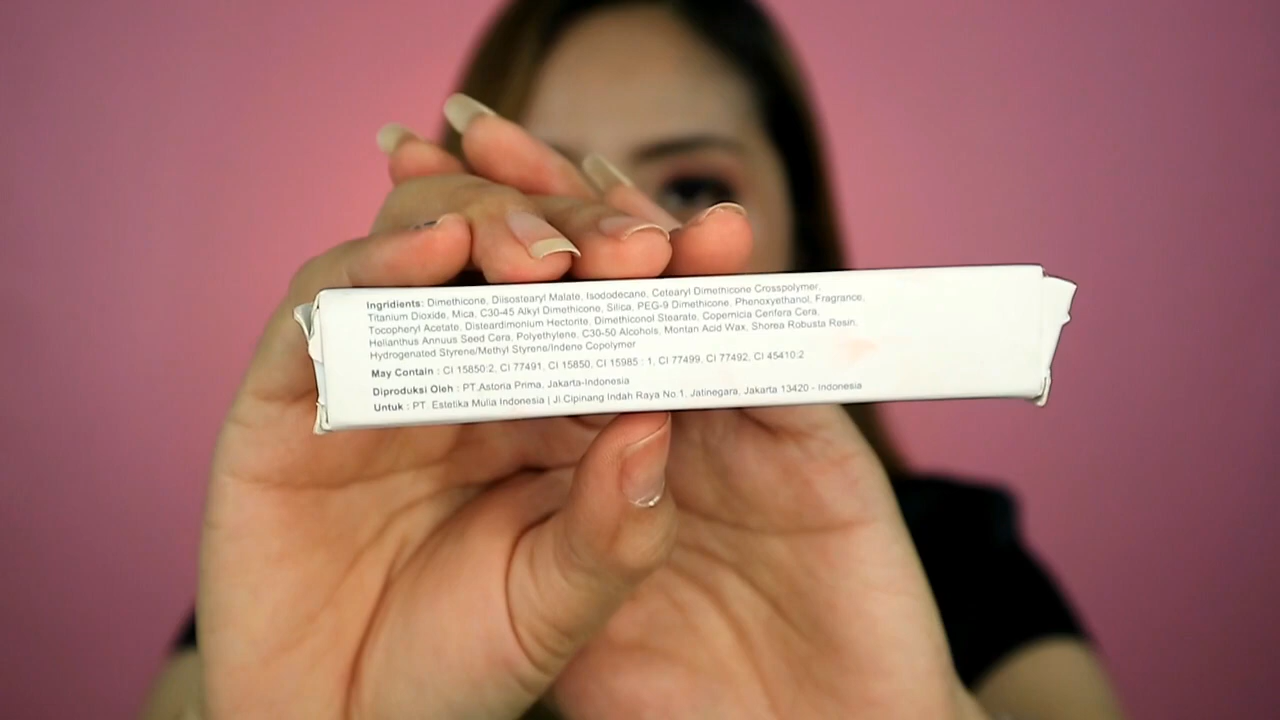 Ingredients: Dimethicone, Diisostearyl Malate, Isododecane, Cetearyl Dimethicone Crosspolymer,
Titanium Dioxide, Mica, C30-45 Alkyl Dimethicone, Silica, PEG-9 Dimethicone, Phenoxyethanol, Fragrance,
Tocopheryl Acetate, Disteardimonium Hectorite, Dimethiconol Stearate, Copernicia Cenfera Cera,
Helianthus Annuus Seed Cera, Polyethylene, C30-50 Alcohols, Montan Acid Wax, Shorea Robusta Resin,
Hydrogenated Styrene/Methyl Styrene/Indene Copolymer
May Contain : CI 15850:2, CI 77491, CI 15850, CI 15985 : 1, CI 77499, CI 77492, CI 45410:2
Diproduksi Oleh : PT.Astoria Prima, Jakarta-Indonesia
Untuk : PT. Estetika Mulia Indonesia | Jl Cipinang Indah Raya No.1, Jatinegara, Jakarta 13420 - Indonesia